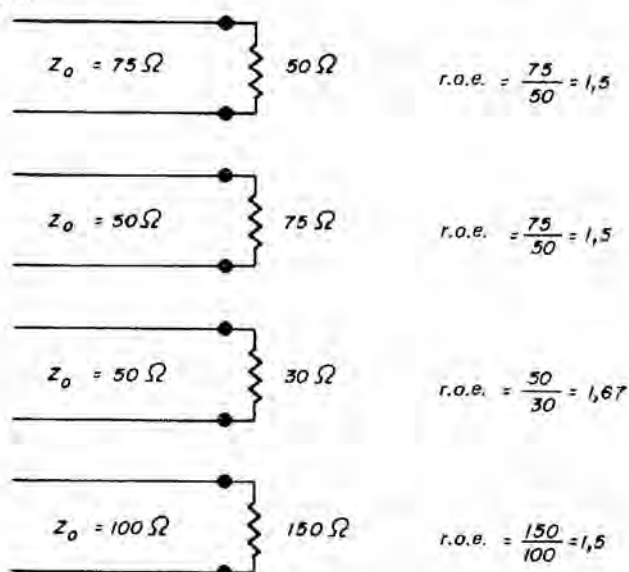 Z₀ = 75 Ω 50 Ω r.o.e. = 75/50 = 1,5
Z₀ = 50 Ω 75 Ω r.o.e. = 75/50 = 1,5
Z₀ = 50 Ω 30 Ω r.o.e. = 50/30 = 1,67
Z₀ = 100 Ω 150 Ω r.o.e. = 150/100 = 1,5